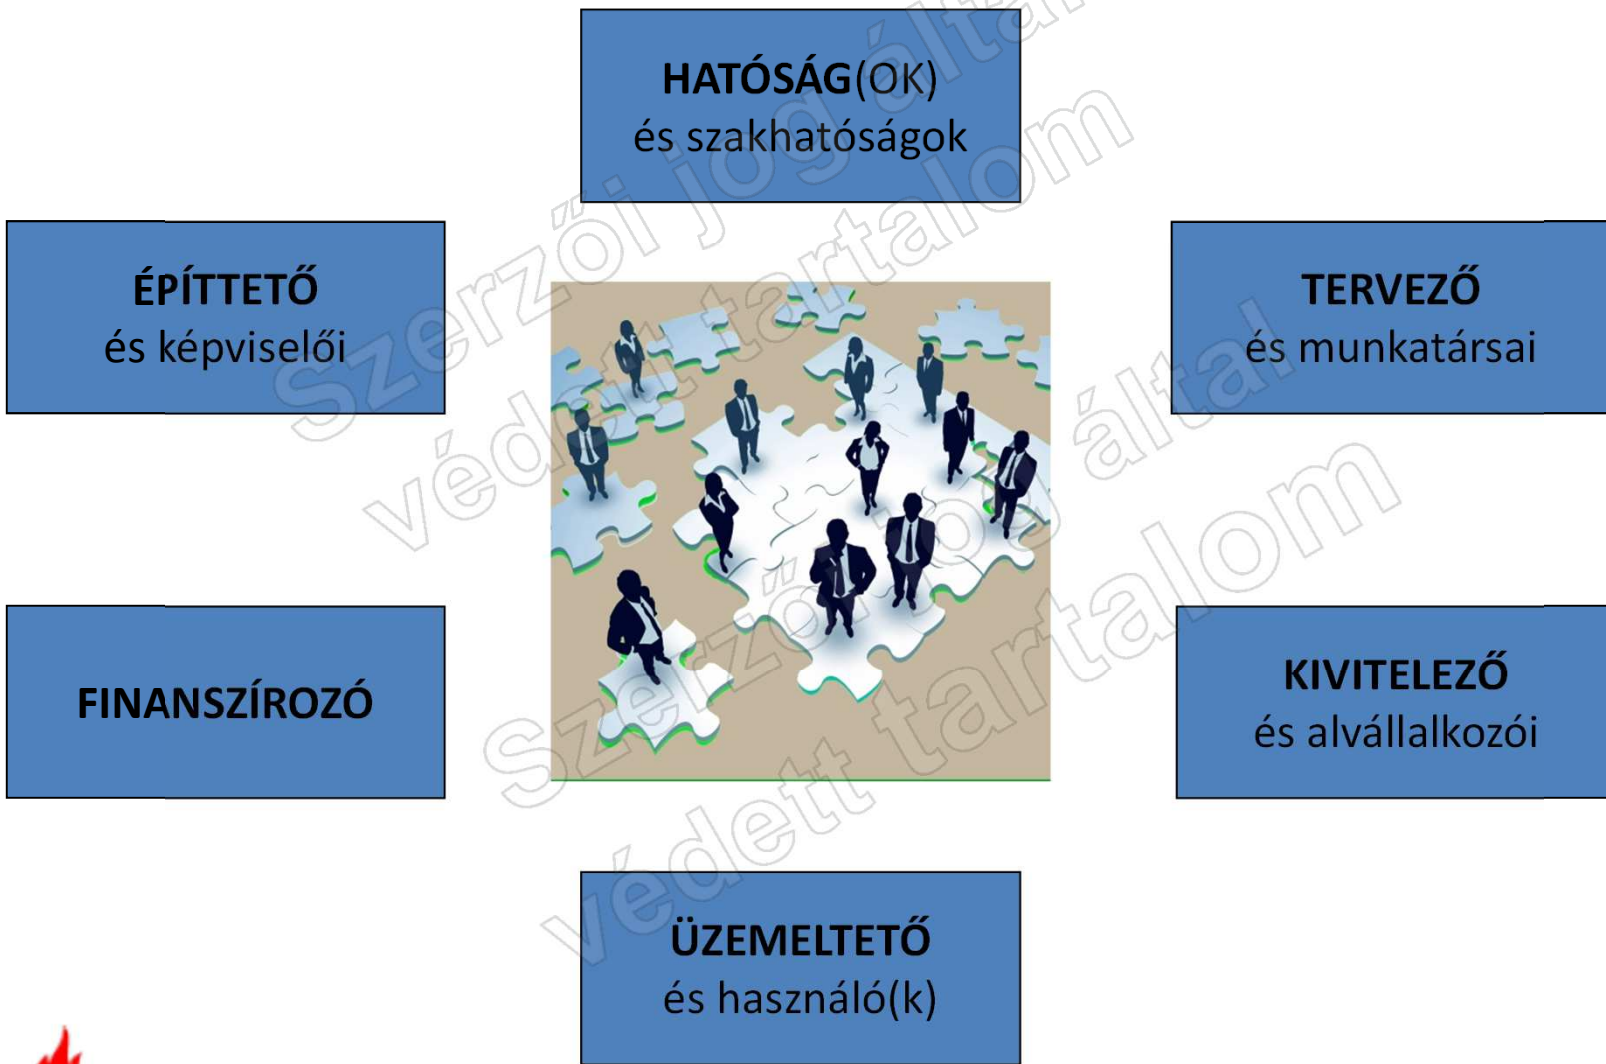 HATÓSÁG(OK)
és szakhatóságok
ÉPÍTTETŐ
és képviselői
TERVEZŐ
és munkatársai
FINANSZÍROZÓ
KIVITELEZŐ
és alvállalkozói
ÜZEMELTETŐ
és használó(k)
Szerzői jog által
védett tartalom
Szerzői jog által
védett tartalom